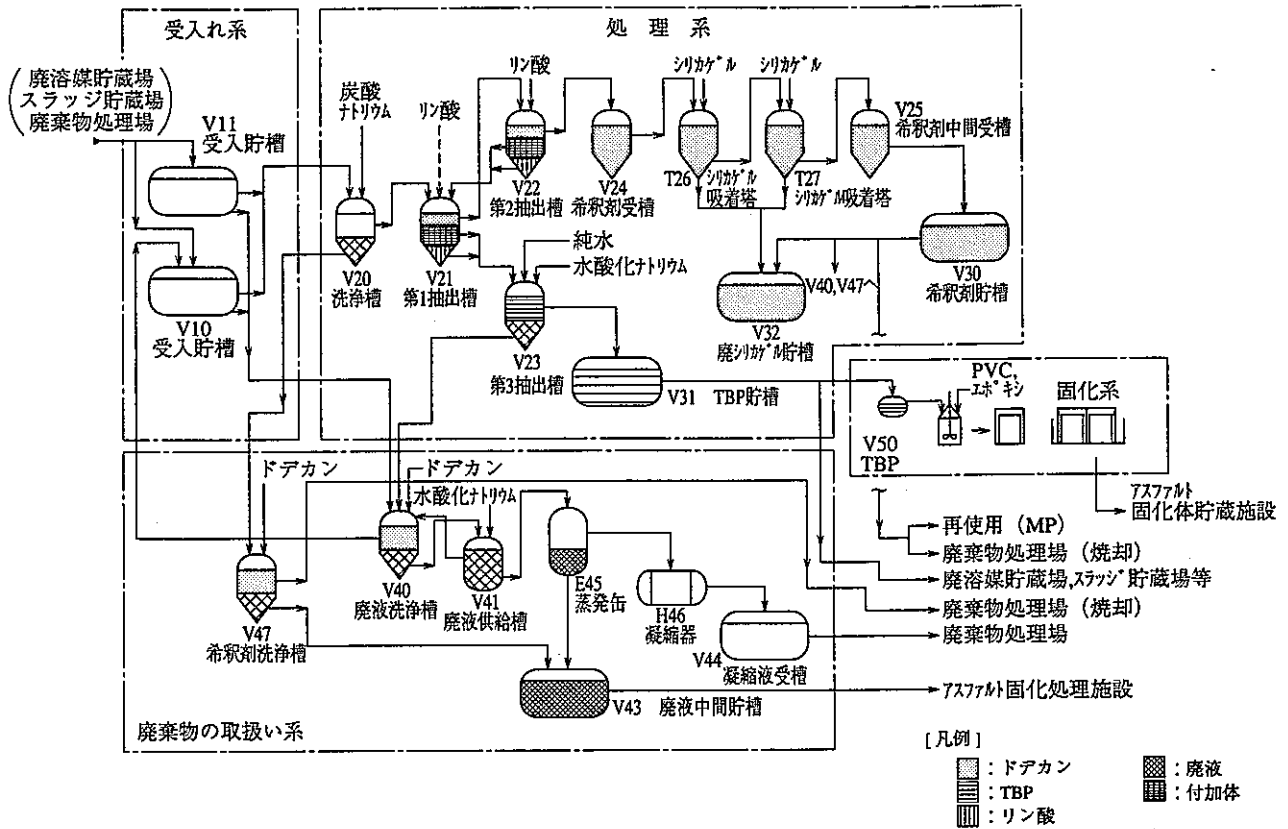 受入れ系
処理系
(廃溶媒貯蔵場
スラッジ貯蔵場
廃棄物処理場)
V11
受入貯槽
V10
受入貯槽
炭酸
ナトリウム
リン酸
リン酸
シリカゲル
シリカゲル
V20
洗浄槽
V21
第1抽出槽
V22
第2抽出槽
V24
希釈剤受槽
T26
シリカゲル
吸着塔
T27
シリカゲル吸着塔
V25
希釈剤中間受槽
純水
水酸化ナトリウム
V23
第3抽出槽
V40,V47へ
V30
希釈剤貯槽
V32
廃シリカゲル貯槽
V31 TBP貯槽
PVC,
エポキシ
固化系
V50
TBP
アスファルト
固化体貯蔵施設
ドデカン
ドデカン
水酸化ナトリウム
V47
希釈剤洗浄槽
V40
廃液洗浄槽
V41
廃液供給槽
E45
蒸発缶
H46
凝縮器
V44
凝縮液受槽
V43 廃液中間貯槽
再使用(MP)
廃棄物処理場(焼却)
廃溶媒貯蔵場,スラッジ貯蔵場等
廃棄物処理場(焼却)
廃棄物処理場
アスファルト固化処理施設
廃棄物の取扱い系
[凡例]
:ドデカン
:廃液
:TBP
:付加体
:リン酸